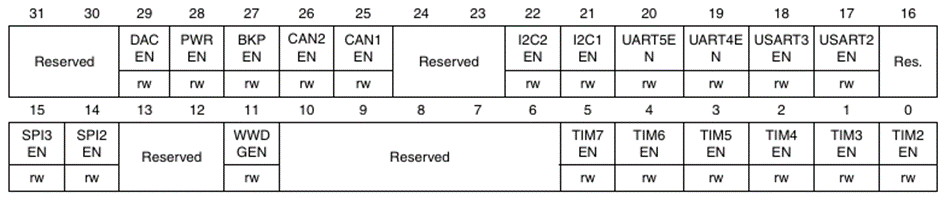 31 30 29 28 27 26 25 24 23 22 21 20 19 18 17 16
Reserved DAC PWR BKP CAN2 CAN1 Reserved I2C2 I2C1 UART5E UART4E USART3 USART2 Res.
EN EN EN EN EN EN EN N N EN EN
rw rw rw rw rw rw rw rw rw rw rw
15 14 13 12 11 10 9 8 7 6 5 4 3 2 1 0
SPI3 SPI2 Reserved WWD Reserved TIM7 TIM6 TIM5 TIM4 TIM3 TIM2
EN EN GEN EN EN EN EN EN EN
rw rw rw rw rw rw rw rw rw